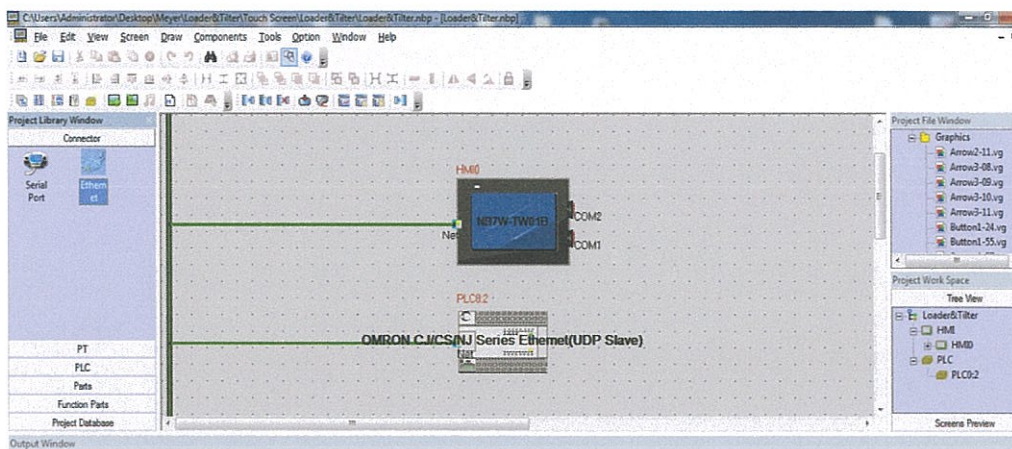 C:\Users\Administrator\Desktop\Meyer\Loader&Tilter\Touch Screen\Loader&Tilter\Loader&Tilter.nbp - [Loader&Tilter.nbp]
File Edit View Screen Draw Components Tools Option Window Help
Project Library Window
Connector
Serial Port
Ethernet
PT
PLC
Parts
Function Parts
Project Database
HMI0
NB7W-TW01B
COM2
COM1
Net
PLC0:2
OMRON CJ/CS/NJ Series Ethernet(UDP Slave)
Net
Project File Window
Graphics
Arrow2-11.vg
Arrow3-08.vg
Arrow3-09.vg
Arrow3-10.vg
Arrow3-11.vg
Button1-24.vg
Button1-55.vg
Project Work Space
Tree View
Loader&Tilter
HMI
HMI0
PLC
PLC0:2
Screens Preview
Output Window